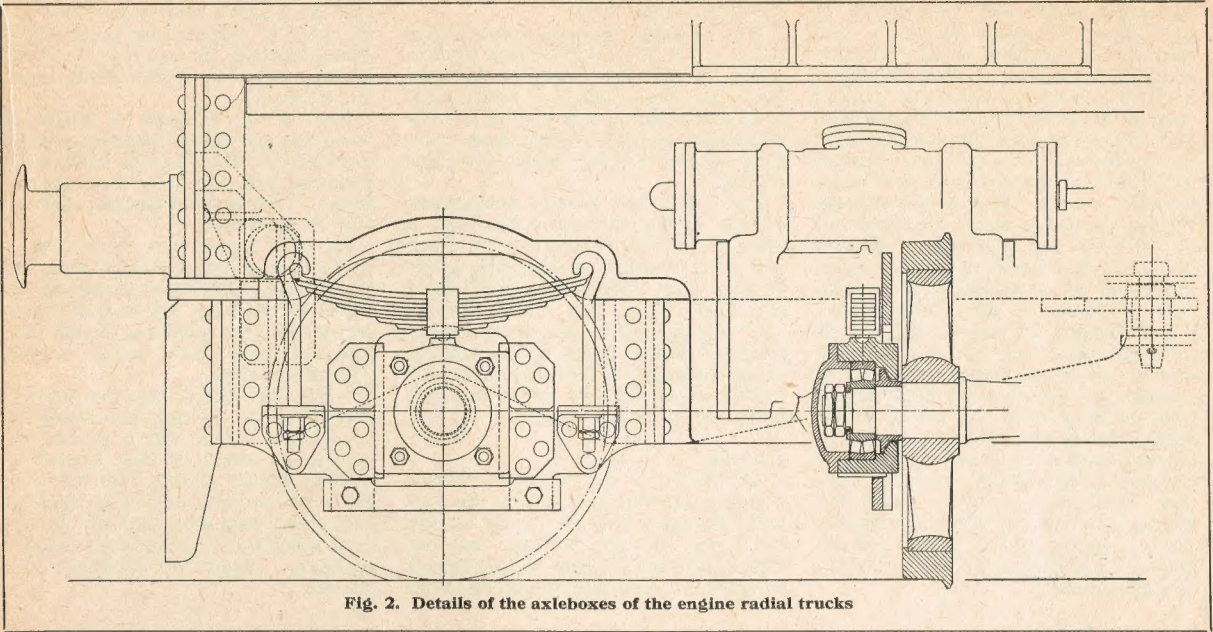 Fig. 2. Details of the axleboxes of the engine radial trucks